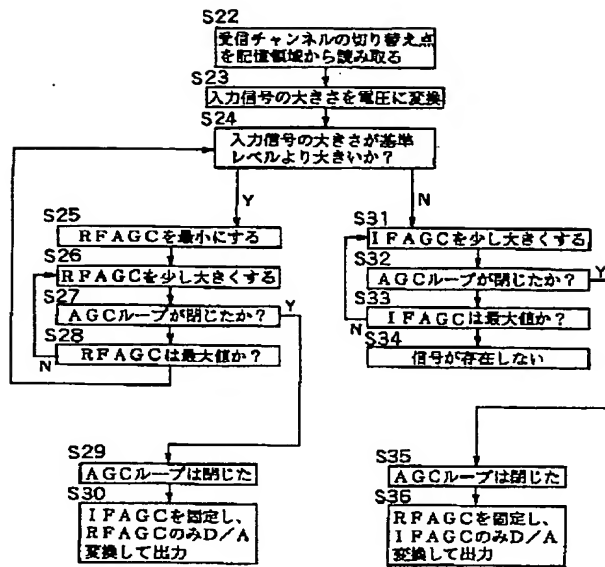 S22
受信チャンネルの切り替え点
を記憶領域から読み取る
S23
入力信号の大きさを電圧に変換
S24
入力信号の大きさが基準
レベルより大きいか？
Y
N
S25
RFAGCを最小にする
S26
RFAGCを少し大きくする
S27
AGCループが閉じたか？
Y
S28
RFAGCは最大値か？
N
S31
IFAGCを少し大きくする
S32
AGCループが閉じたか？
Y
S33
IFAGCは最大値か？
N
S34
信号が存在しない
S29
AGCループは閉じた
S30
IFAGCを固定し、
RFAGCのみD／A
変換して出力
S35
AGCループは閉じた
S36
RFAGCを固定し、
IFAGCのみD／A
変換して出力